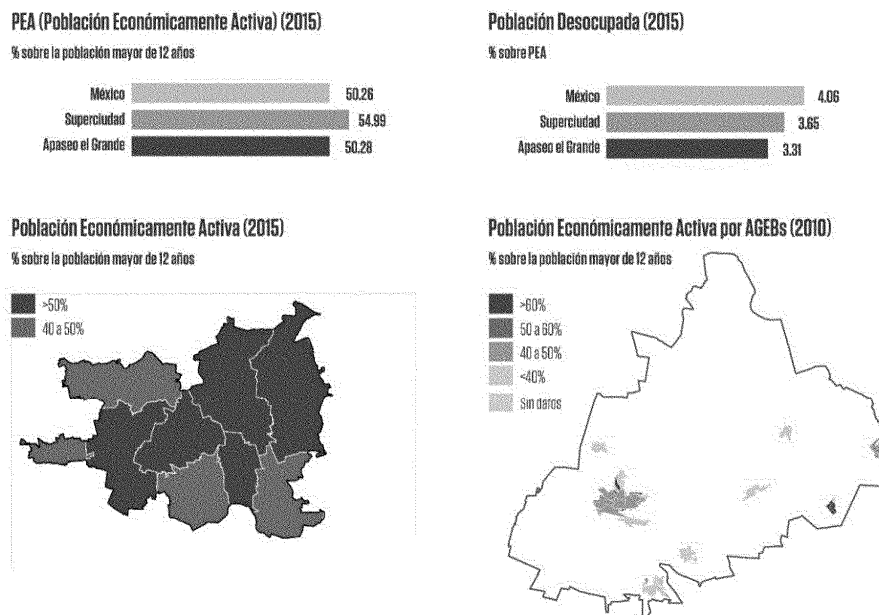 PEA (Población Económicamente Activa) (2015)
% sobre la población mayor de 12 años
México 50.26
Superciudad 54.99
Apaseo el Grande 50.28
Población Desocupada (2015)
% sobre PEA
México 4.06
Superciudad 3.65
Apaseo el Grande 3.31
Población Económicamente Activa (2015)
% sobre la población mayor de 12 años
>50%
40 a 50%
Población Económicamente Activa por AGEBs (2010)
% sobre la población mayor de 12 años
>60%
50 a 60%
40 a 50%
<40%
Sin datos